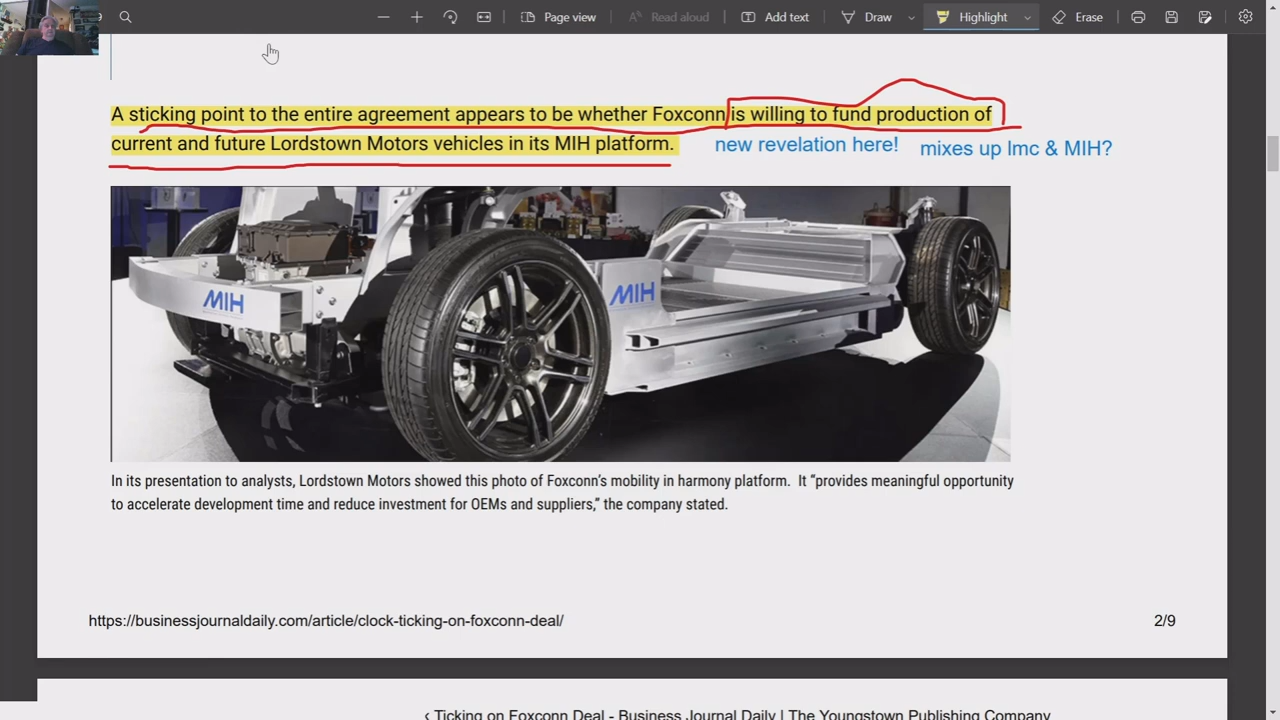 9
Page view
Read aloud
Add text
Draw
Highlight
Erase
A sticking point to the entire agreement appears to be whether Foxconn is willing to fund production of
current and future Lordstown Motors vehicles in its MIH platform.
new revelation here!
mixes up lmc & MIH?
MIH
MIH
In its presentation to analysts, Lordstown Motors showed this photo of Foxconn's mobility in harmony platform. It “provides meaningful opportunity
to accelerate development time and reduce investment for OEMs and suppliers,” the company stated.
https://businessjournaldaily.com/article/clock-ticking-on-foxconn-deal/
2/9
‹ Ticking on Foxconn Deal - Business Journal Daily | The Youngstown Publishing Company